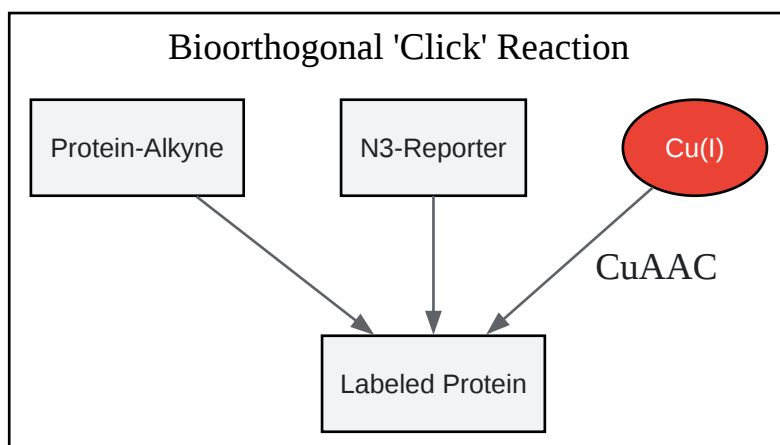 Bioorthogonal 'Click' Reaction
Protein-Alkyne
N3-Reporter
Cu(I)
CuAAC
Labeled Protein